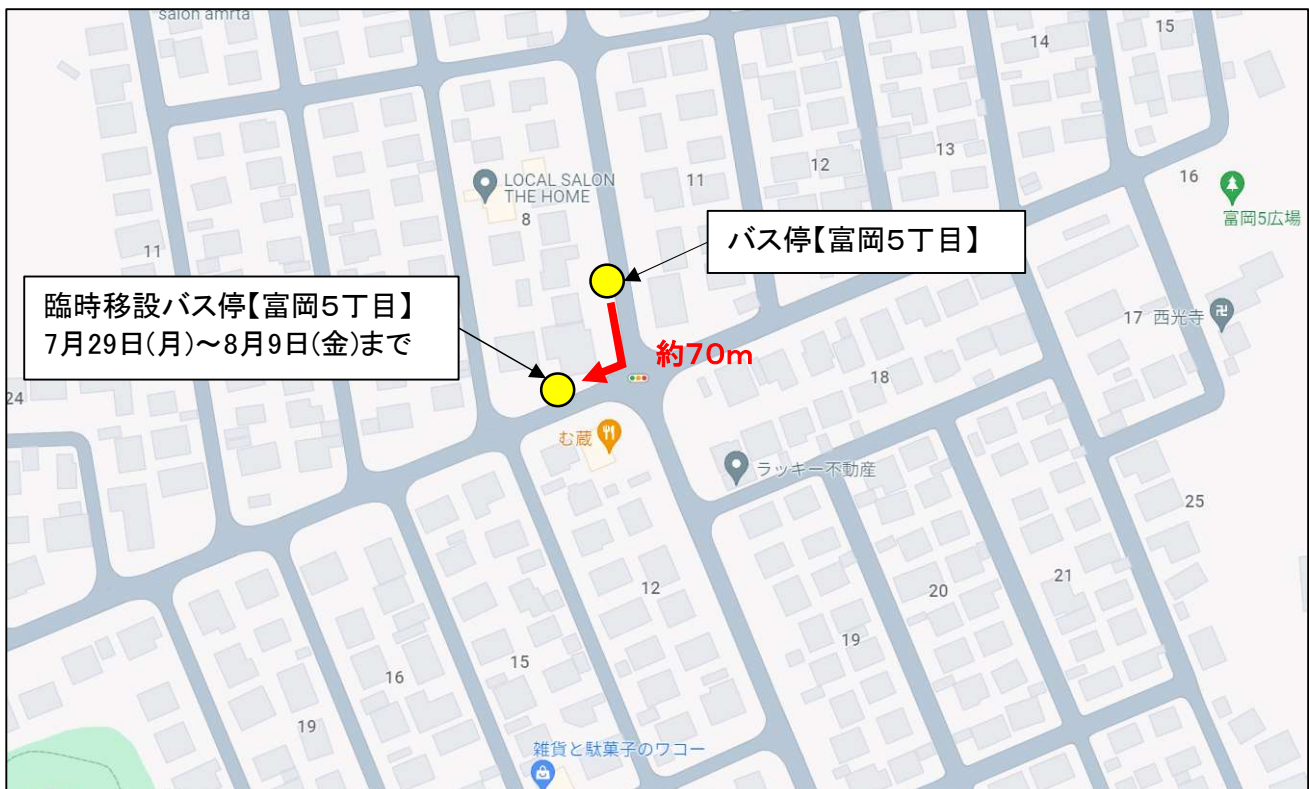 salon amrta
15
14
13
12
LOCAL SALON
THE HOME
11
8
16
富岡5広場
バス停【富岡5丁目】
11
臨時移設バス停【富岡5丁目】
7月29日(月)～8月9日(金)まで
約70m
17 西光寺
18
24
む蔵
ラッキー不動産
25
12
21
20
19
15
16
19
雑貨と駄菓子のワコー